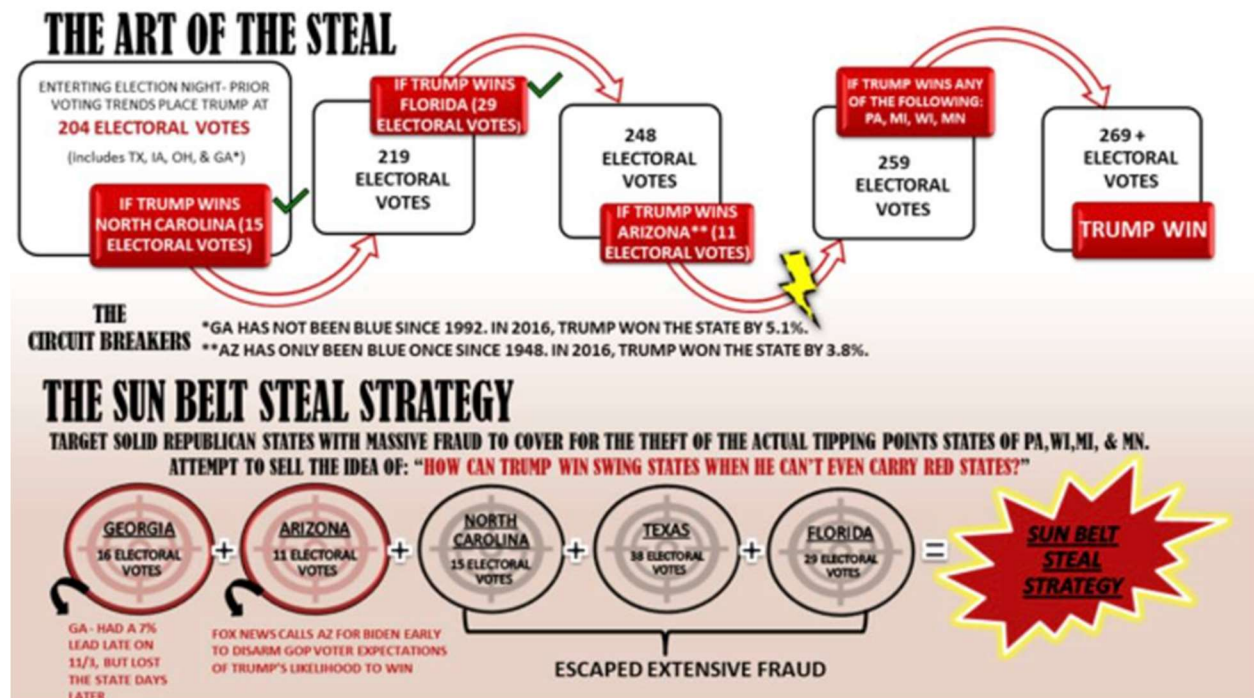 THE ART OF THE STEAL
ENTERTING ELECTION NIGHT- PRIOR
VOTING TRENDS PLACE TRUMP AT
204 ELECTORAL VOTES
(includes TX, IA, OH, & GA*)
IF TRUMP WINS
NORTH CAROLINA (15
ELECTORAL VOTES)
219
ELECTORAL
VOTES
IF TRUMP WINS
FLORIDA (29
ELECTORAL VOTES)
248
ELECTORAL
VOTES
IF TRUMP WINS
ARIZONA** (11
ELECTORAL VOTES)
259
ELECTORAL
VOTES
IF TRUMP WINS ANY
OF THE FOLLOWING:
PA, MI, WI, MN
269 +
ELECTORAL
VOTES
TRUMP WIN
THE
CIRCUIT BREAKERS
*GA HAS NOT BEEN BLUE SINCE 1992. IN 2016, TRUMP WON THE STATE BY 5.1%.
**AZ HAS ONLY BEEN BLUE ONCE SINCE 1948. IN 2016, TRUMP WON THE STATE BY 3.8%.
THE SUN BELT STEAL STRATEGY
TARGET SOLID REPUBLICAN STATES WITH MASSIVE FRAUD TO COVER FOR THE THEFT OF THE ACTUAL TIPPING POINTS STATES OF PA,WI,MI, & MN.
ATTEMPT TO SELL THE IDEA OF: “HOW CAN TRUMP WIN SWING STATES WHEN HE CAN’T EVEN CARRY RED STATES?”
GEORGIA
16 ELECTORAL
VOTES
+
ARIZONA
11 ELECTORAL
VOTES
+
NORTH
CAROLINA
15 ELECTORAL
VOTES
+
TEXAS
38 ELECTORAL
VOTES
+
FLORIDA
29 ELECTORAL
VOTES
=
SUN BELT
STEAL
STRATEGY
GA - HAD A 7%
LEAD LATE ON
11/3, BUT LOST
THE STATE DAYS
LATER
FOX NEWS CALLS AZ FOR BIDEN EARLY
TO DISARM GOP VOTER EXPECTATIONS
OF TRUMP’S LIKELIHOOD TO WIN
ESCAPED EXTENSIVE FRAUD